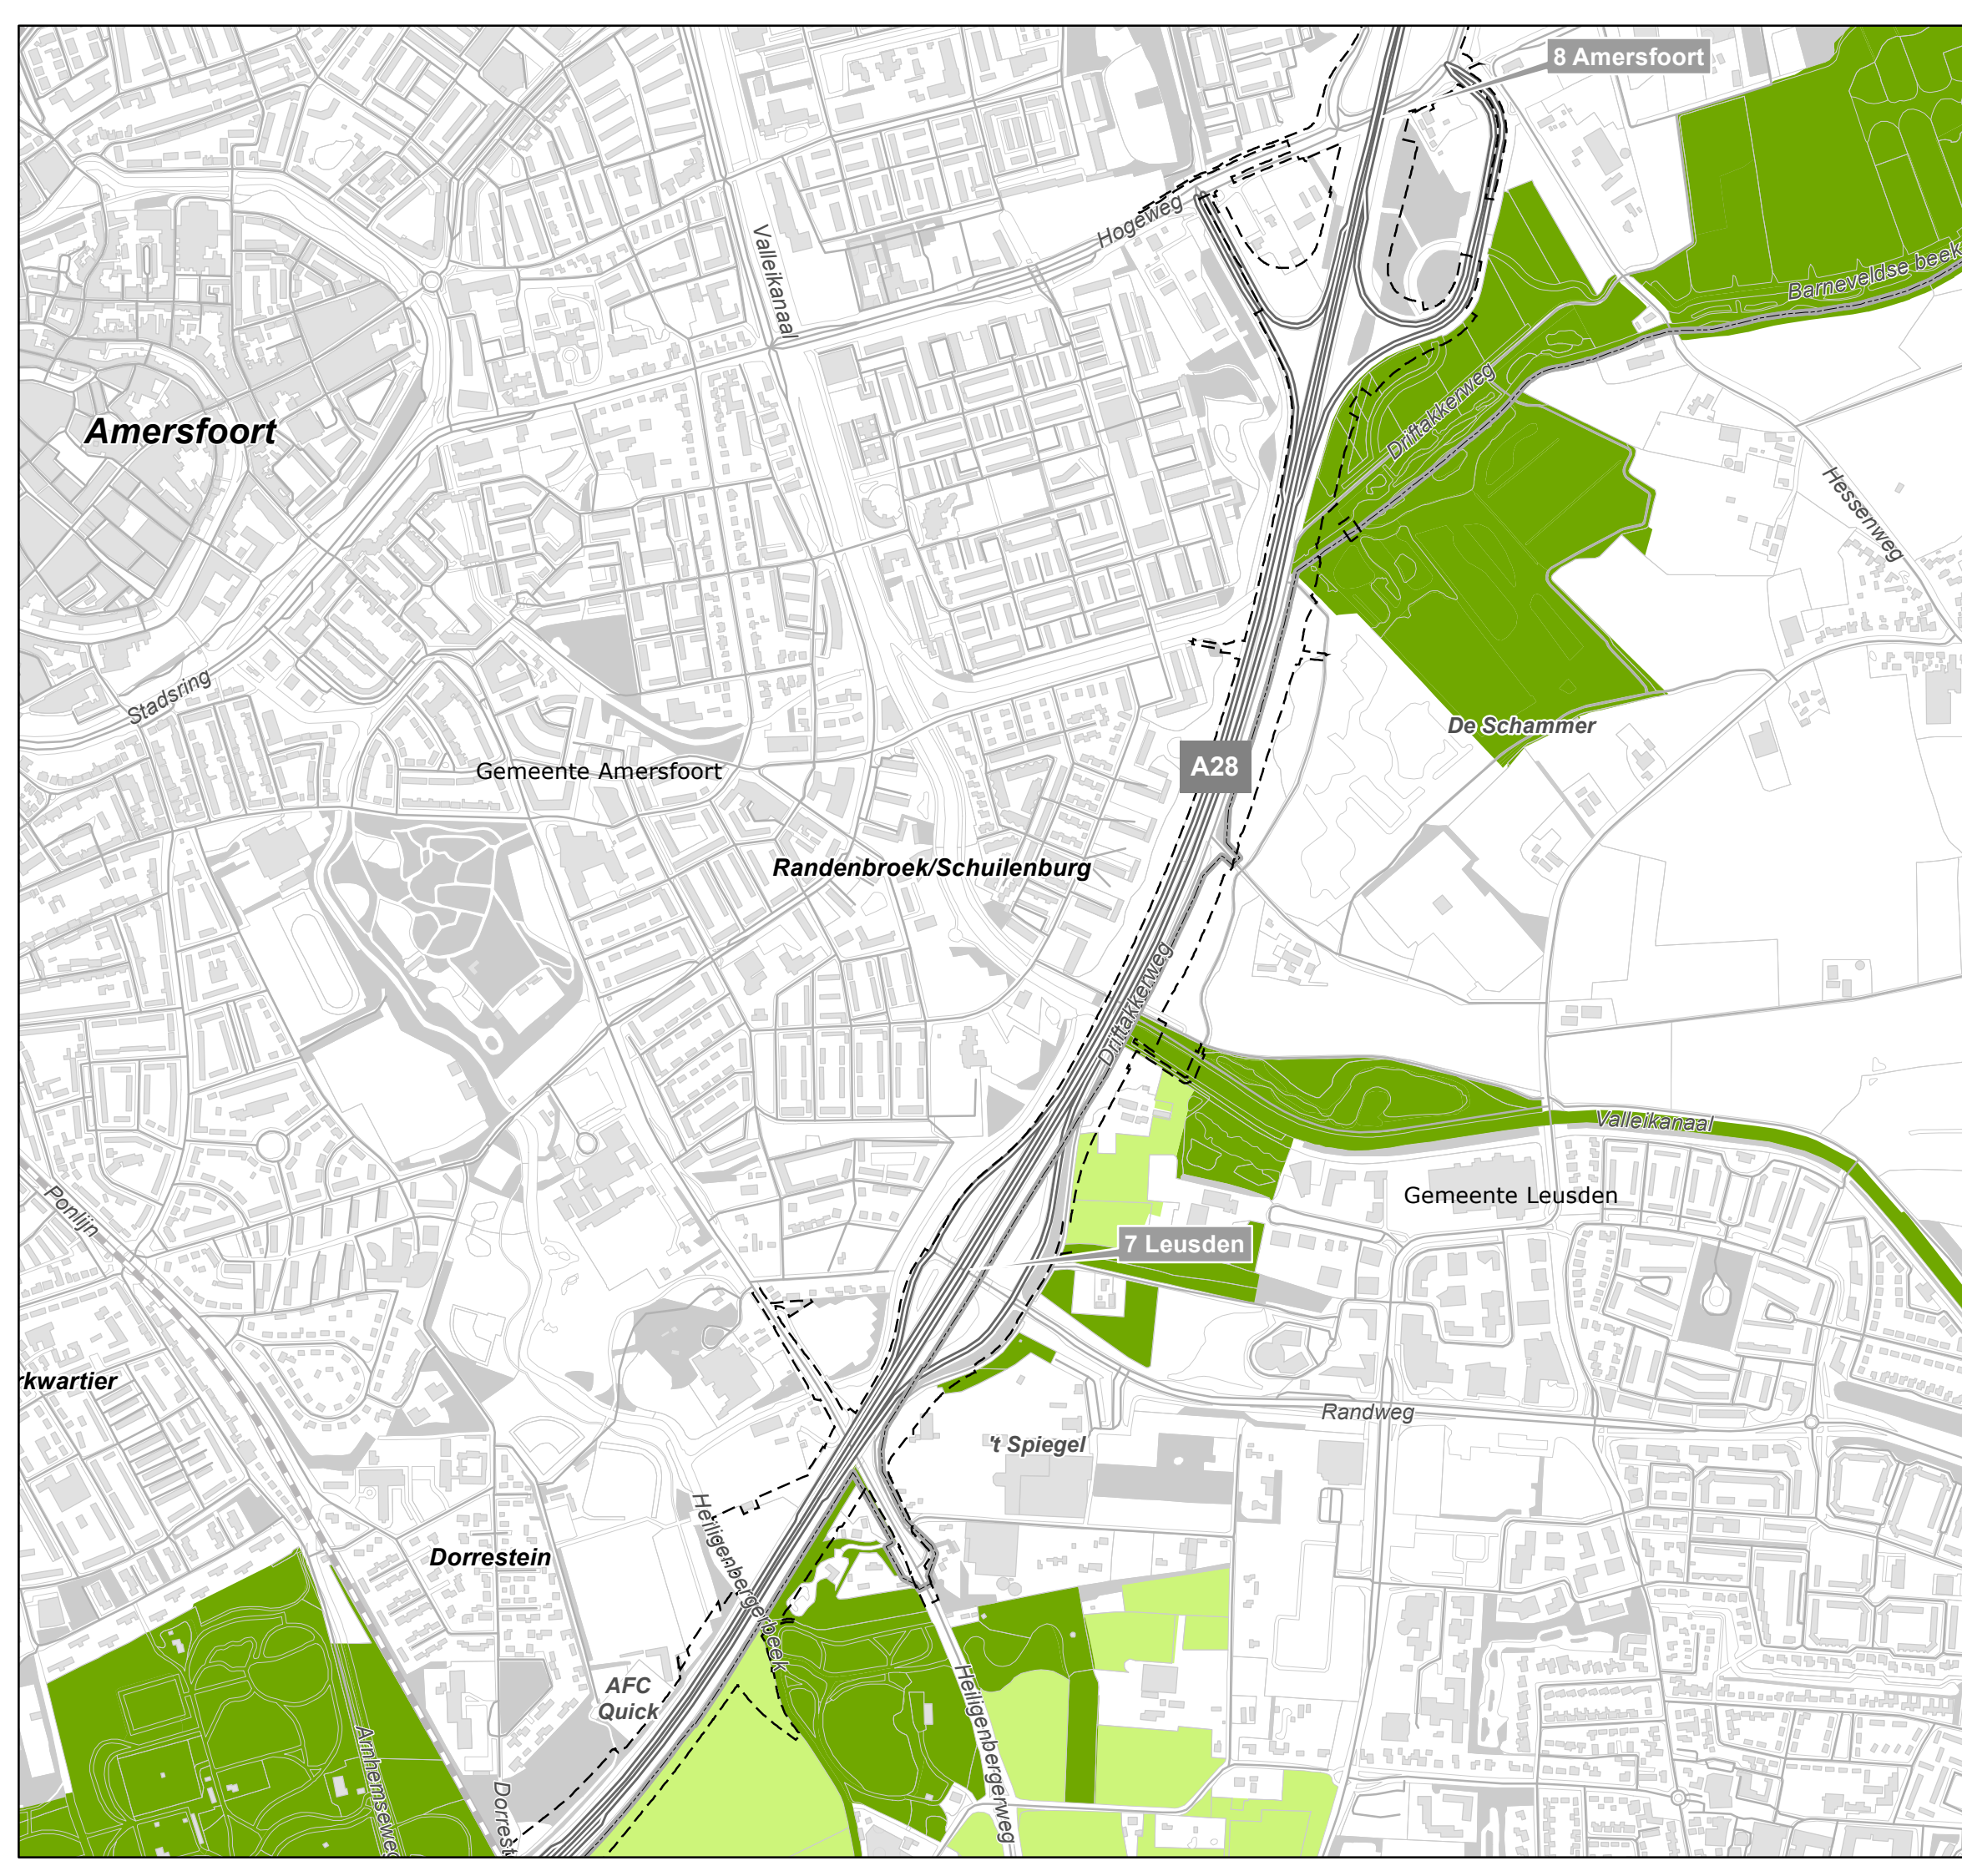 8 Amersfoort
Hogeweg
Valleikanaal
Barneveldse beek
Driftakkerweg
Amersfoort
Hessenweg
Stadsring
De Schammer
A28
Gemeente Amersfoort
Randenbroek/Schuilenburg
Driftakkerweg
Valleikanaal
Gemeente Leusden
Ponlijn
7 Leusden
rkwartier
Randweg
't Spiegel
Heiligenbergerbeek
Dorrestein
AFC
Quick
Heiligenbergerweg
Arnhemseweg
Dorrest